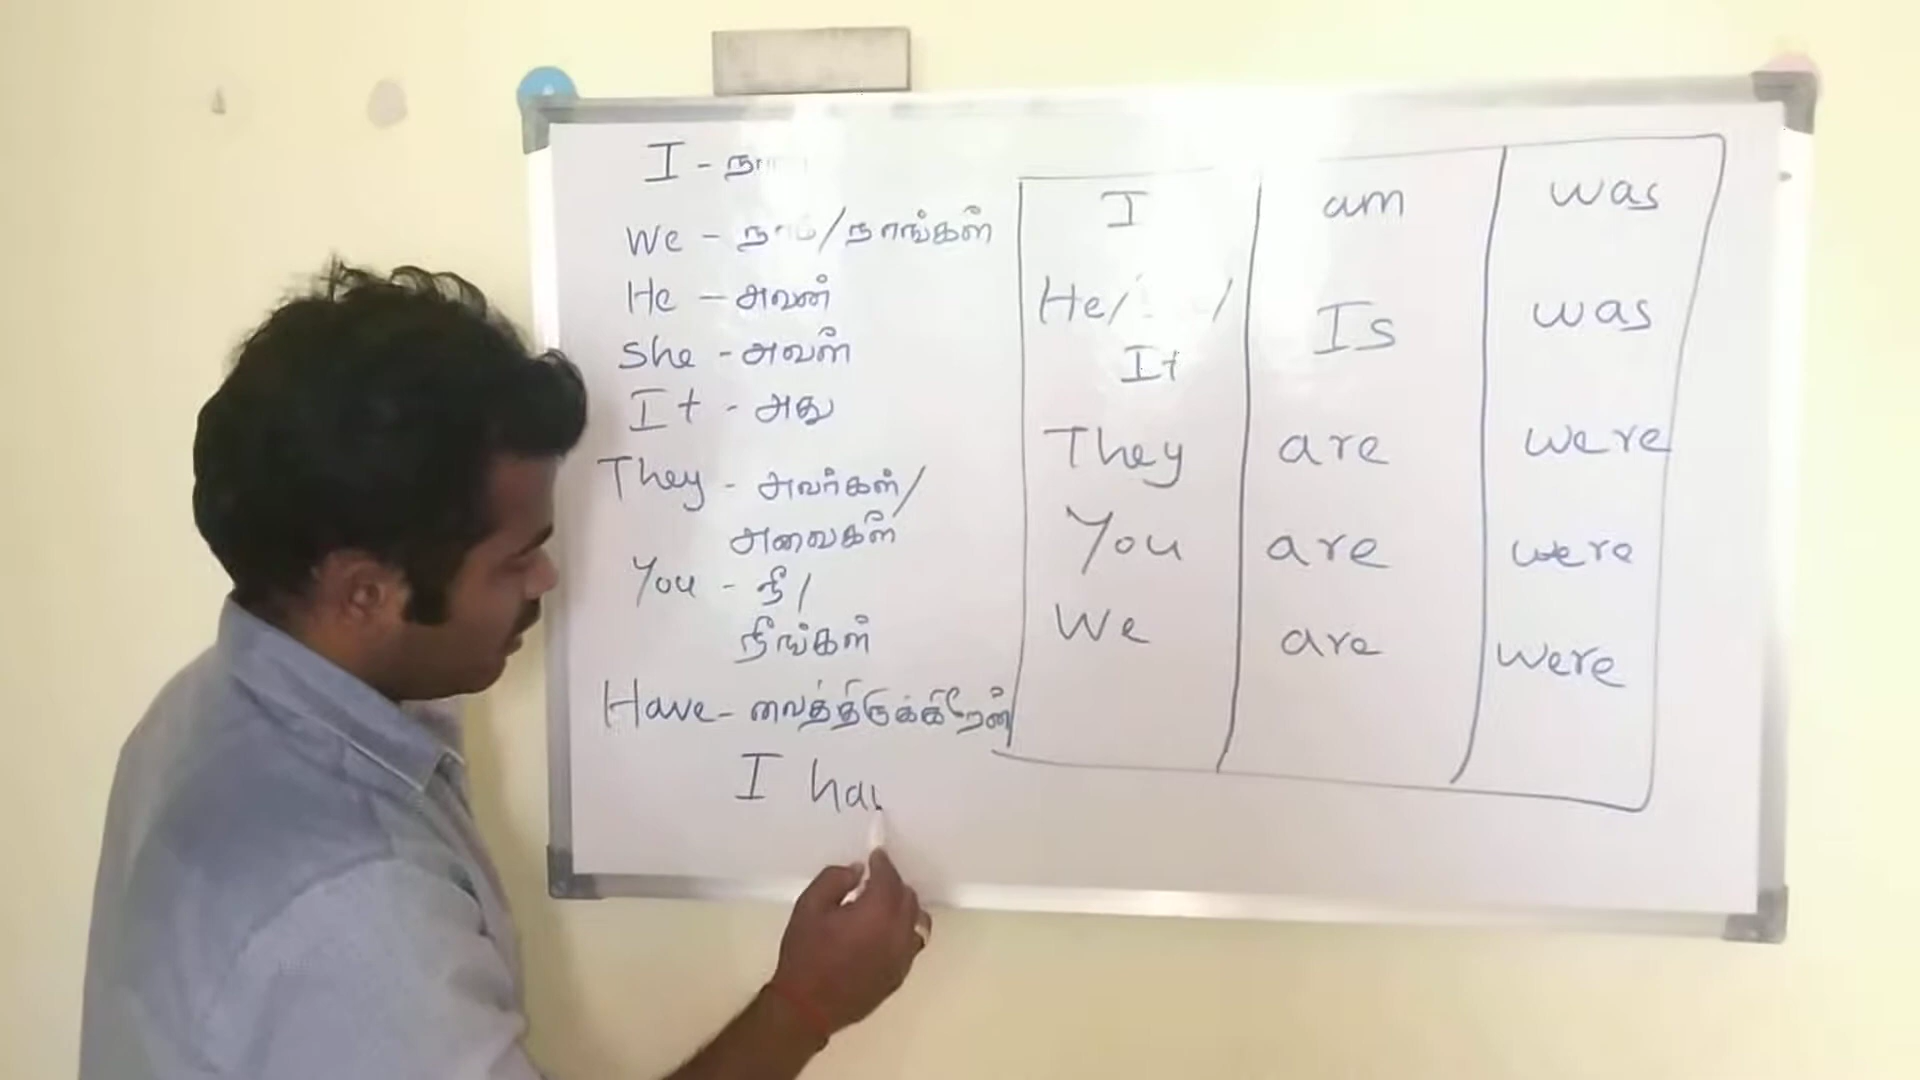 I -
We - நாம்/நாங்கள்
He - அவன்
She - அவள்
It - அது
They - அவர்கள்/
அவைகள்
You - நீ/
நீங்கள்
Have - வைத்திருக்கிறேன்
I ha
I am was
He/ /
It Is was
They are were
You are were
We are were